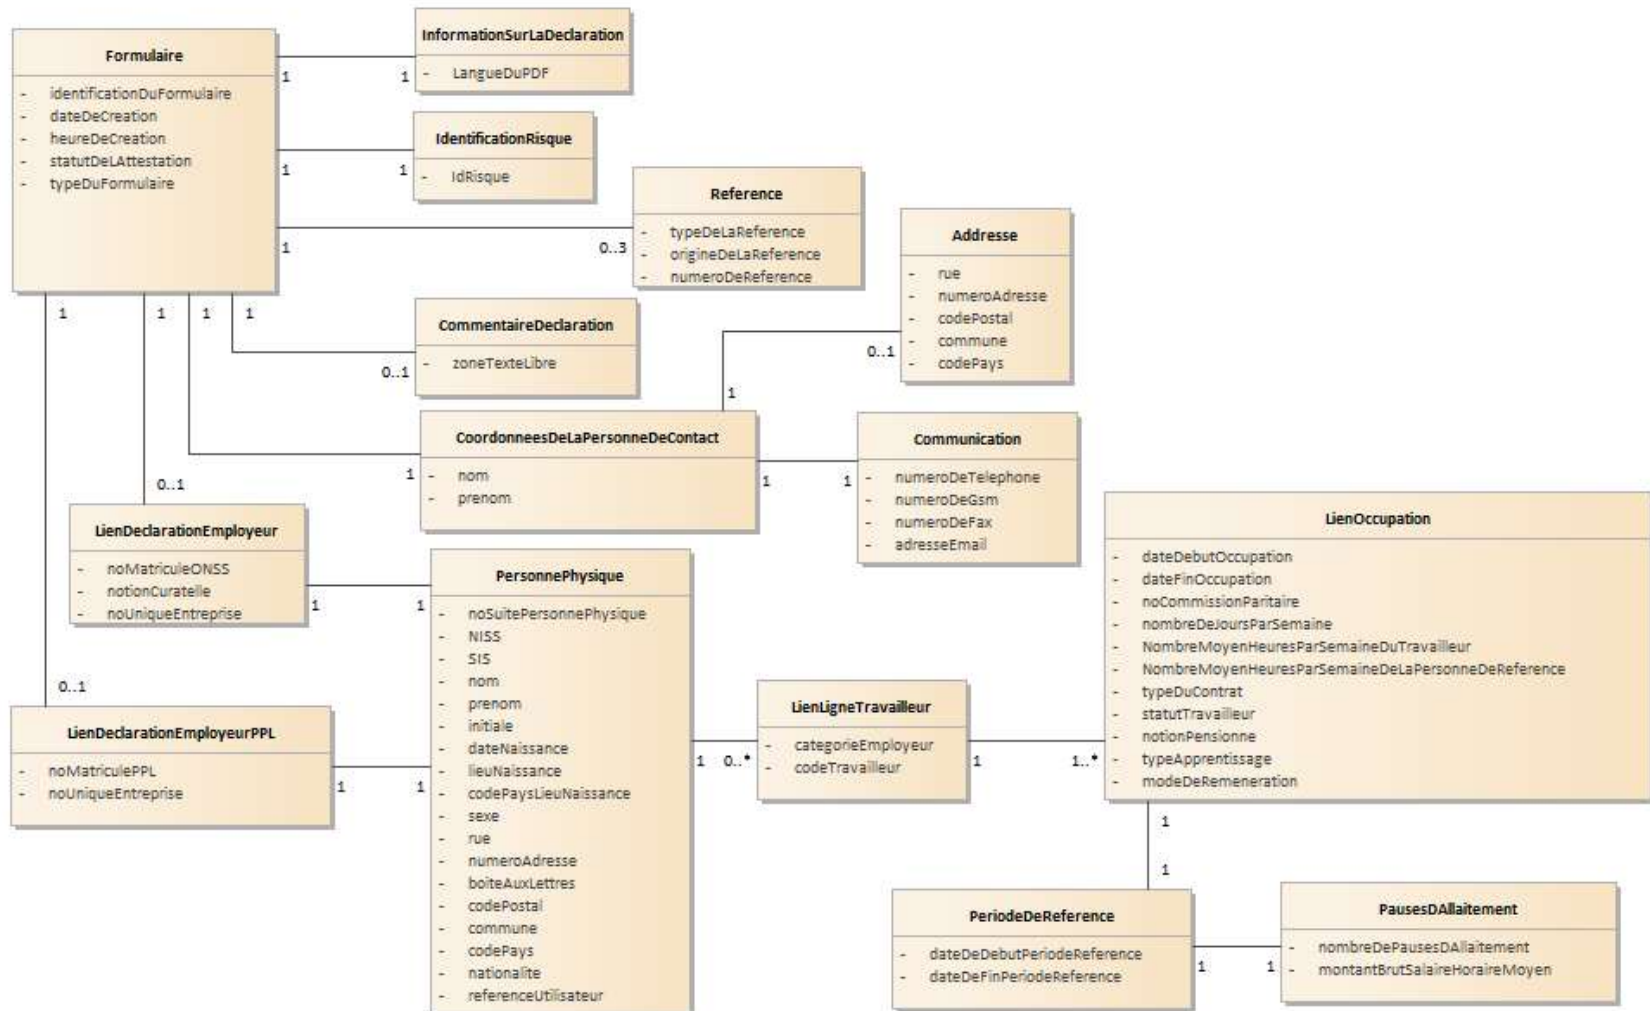 Formulaire
- identificationDuFormulaire
- dateDeCreation
- heureDeCreation
- statutDeLAttestation
- typeDuFormulaire
1
1
InformationSurLaDeclaration
- LangueDuPDF
1
1
IdentificationRisque
- IdRisque
1
0..3
Reference
- typeDeLaReference
- origineDeLaReference
- numeroDeReference
1
1
1
1
0..1
CommentaireDeclaration
- zoneTexteLibre
Addresse
- rue
- numeroAdresse
- codePostal
- commune
- codePays
0..1
1
CoordonneesDeLaPersonneDeContact
- nom
- prenom
1
1
1
Communication
- numeroDeTelephone
- numeroDeGsm
- numeroDeFax
- adresseEmail
0..1
LienDeclarationEmployeur
- noMatriculeONSS
- notionCuratelle
- noUniqueEntreprise
1
1
0..1
LienDeclarationEmployeurPPL
- noMatriculePPL
- noUniqueEntreprise
1
1
PersonnePhysique
- noSuitePersonnePhysique
- NISS
- SIS
- nom
- prenom
- initiale
- dateNaissance
- lieuNaissance
- codePaysLieuNaissance
- sexe
- rue
- numeroAdresse
- boiteAuxLettres
- codePostal
- commune
- codePays
- nationalite
- referenceUtilisateur
1
0..*
LienLigneTravailleur
- categorieEmployeur
- codeTravailleur
1
1..*
LienOccupation
- dateDebutOccupation
- dateFinOccupation
- noCommissionParitaire
- nombreDeJoursParSemaine
- NombreMoyenHeuresParSemaineDuTravailleur
- NombreMoyenHeuresParSemaineDeLaPersonneDeReference
- typeDuContrat
- statutTravailleur
- notionPensionne
- typeApprentissage
- modeDeRemeneration
1
1
PeriodeDeReference
- dateDeDebutPeriodeReference
- dateDeFinPeriodeReference
1
1
PausesDAllaitement
- nombreDePausesDAllaitement
- montantBrutSalaireHoraireMoyen